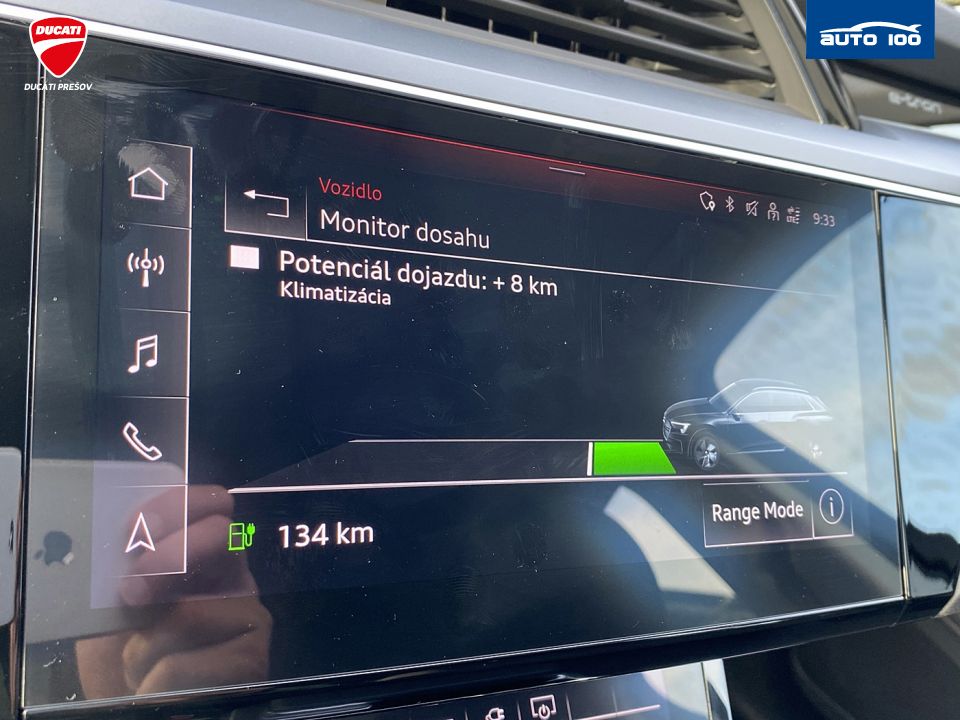 DUCATI
DUCATI PREŠOV
AUTO 100
e-tron
Vozidlo
Monitor dosahu
LTE
9:33
Potenciál dojazdu: + 8 km
Klimatizácia
134 km
Range Mode